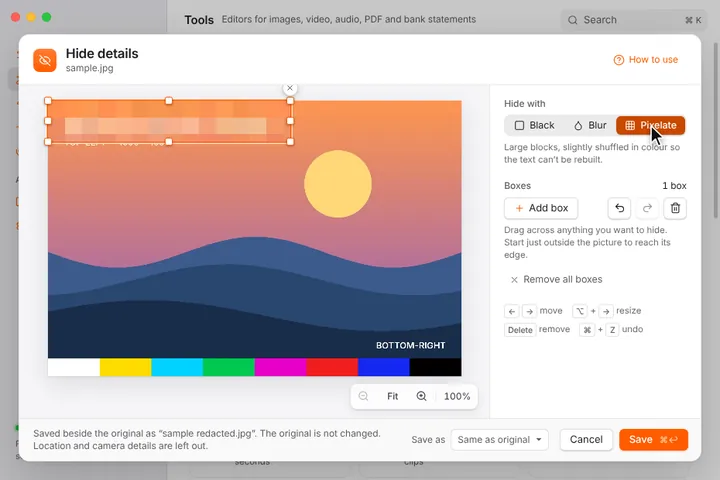 Tools Editors for images, video, audio, PDF and bank statements
Search ⌘ K
Hide details
sample.jpg
How to use
BOTTOM-RIGHT
Fit
100%
Hide with
Black Blur Pixelate
Large blocks, slightly shuffled in colour so
the text can't be rebuilt.
Boxes 1 box
+ Add box
Drag across anything you want to hide.
Start just outside the picture to reach its
edge.
× Remove all boxes
← → move ⌥ + → resize
Delete remove ⌘ + Z undo
Saved beside the original as “sample redacted.jpg”. The original is not changed.
Location and camera details are left out.
Save as Same as original
Cancel
Save ⌘↵
seconds
clips